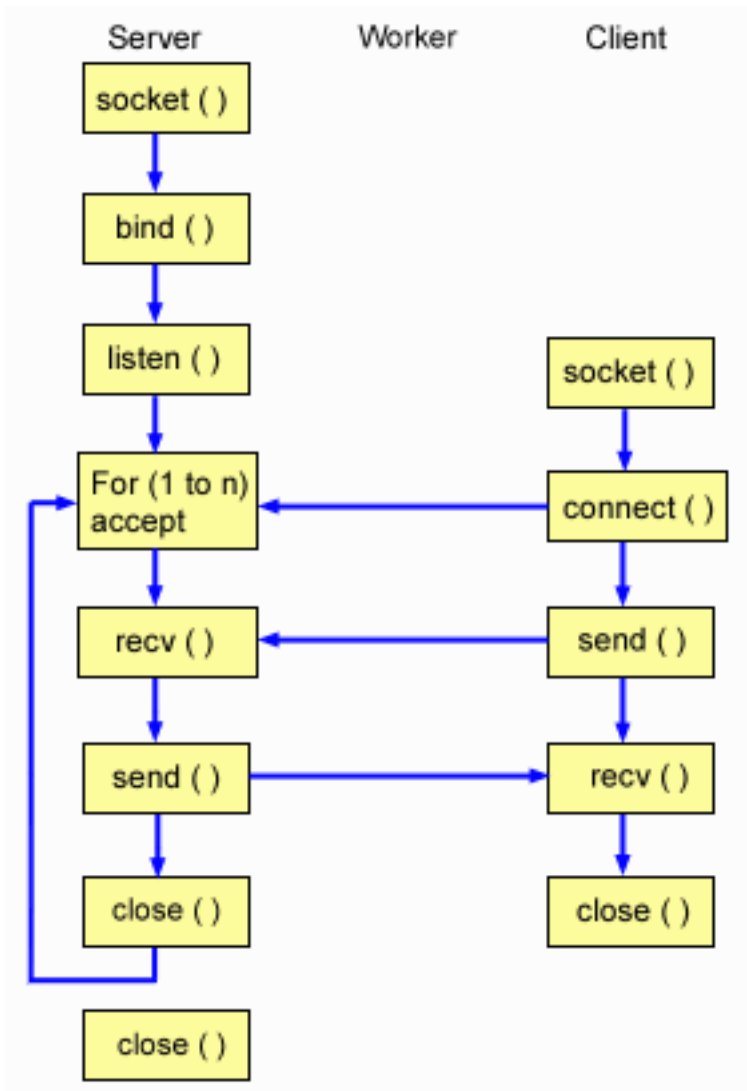 Server Worker Client
socket ( )
bind ( )
listen ( )
socket ( )
For (1 to n)
accept
connect ( )
recv ( )
send ( )
send ( )
recv ( )
close ( )
close ( )
close ( )